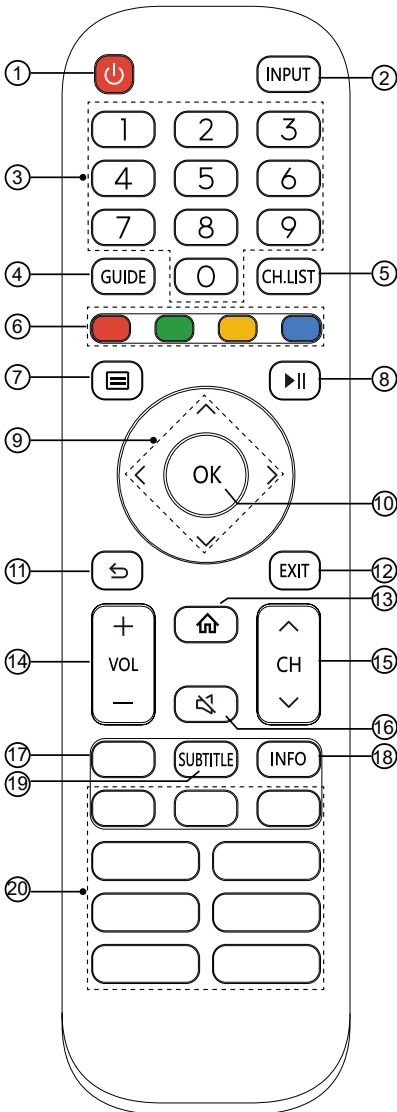 ① INPUT ②
1 2 3
③ 4 5 6
7 8 9
④ GUIDE 0 CH.LIST ⑤
⑥
⑦ ⑧
⑨
OK
⑩
⑪ EXIT ⑫
⑬
+
⑭ VOL CH ⑮
−
⑯
⑰ SUBTITLE INFO ⑱
⑲
⑳